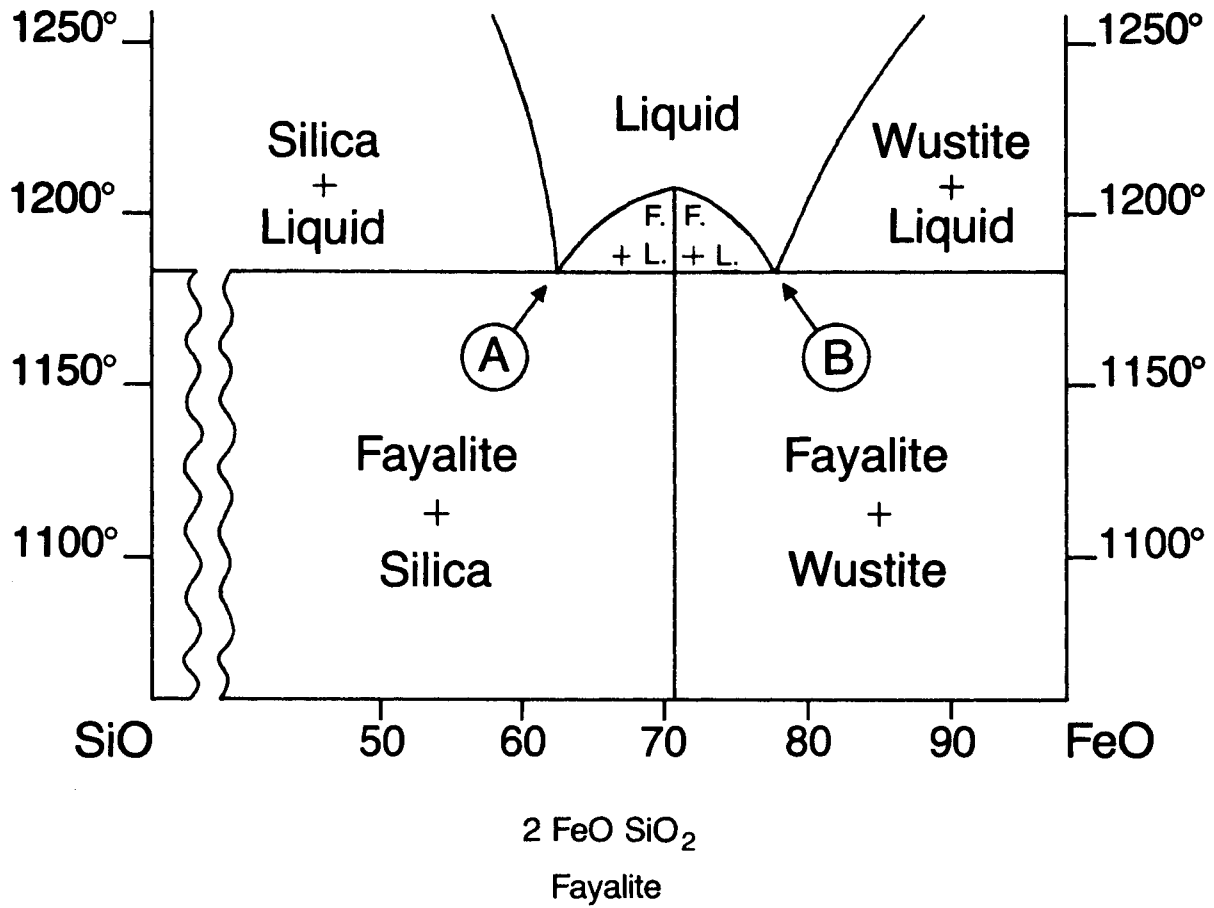 1250°
1250°
Liquid
Silica
+
Liquid
Wustite
+
Liquid
1200°
1200°
F. F.
+ L. + L.
A
B
1150°
1150°
Fayalite
+
Silica
Fayalite
+
Wustite
1100°
1100°
SiO
50
60
70
80
90
FeO
2 FeO SiO₂
Fayalite